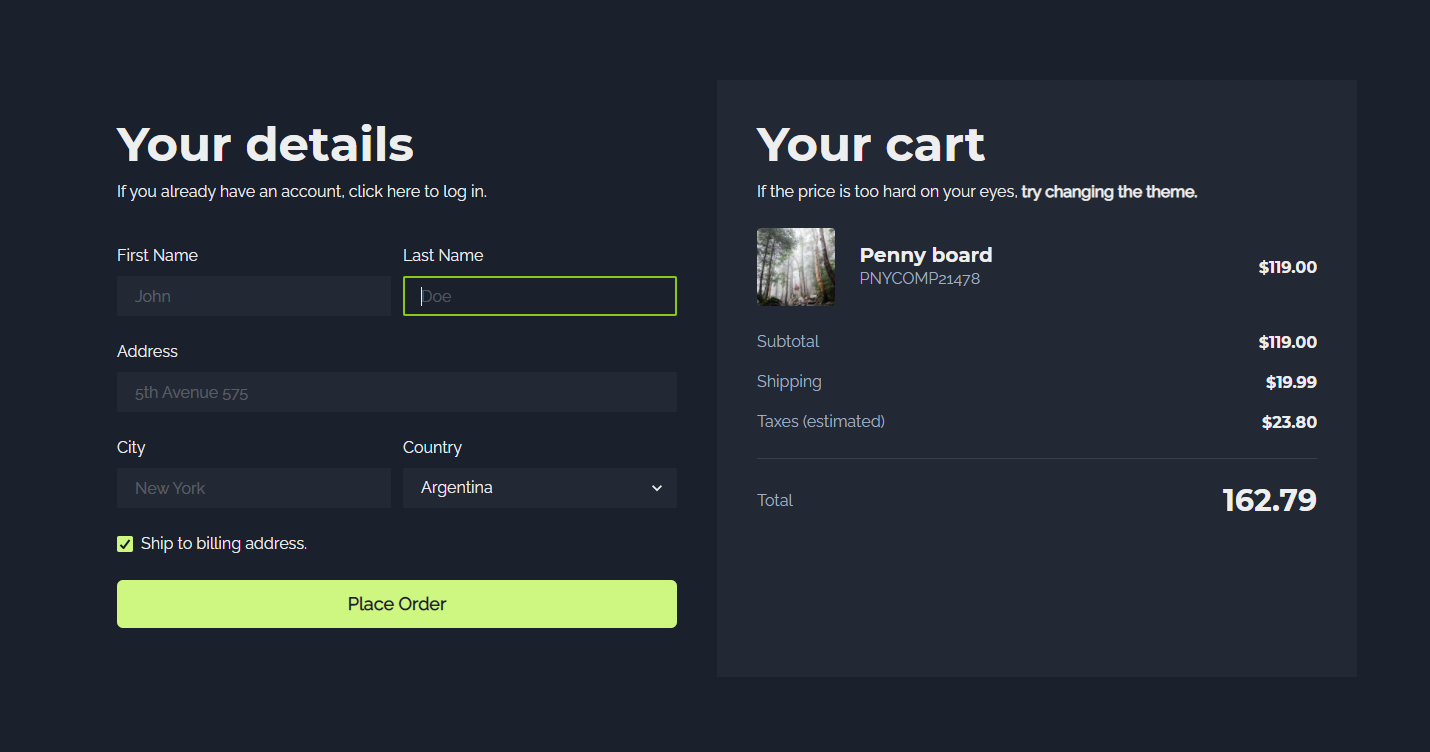 Your details
If you already have an account, click here to log in.
First Name
Last Name
John
Doe
Address
5th Avenue 575
City
Country
New York
Argentina
Ship to billing address.
Place Order
Your cart
If the price is too hard on your eyes, try changing the theme.
Penny board
PNYCOMP21478
$119.00
Subtotal
$119.00
Shipping
$19.99
Taxes (estimated)
$23.80
Total
162.79